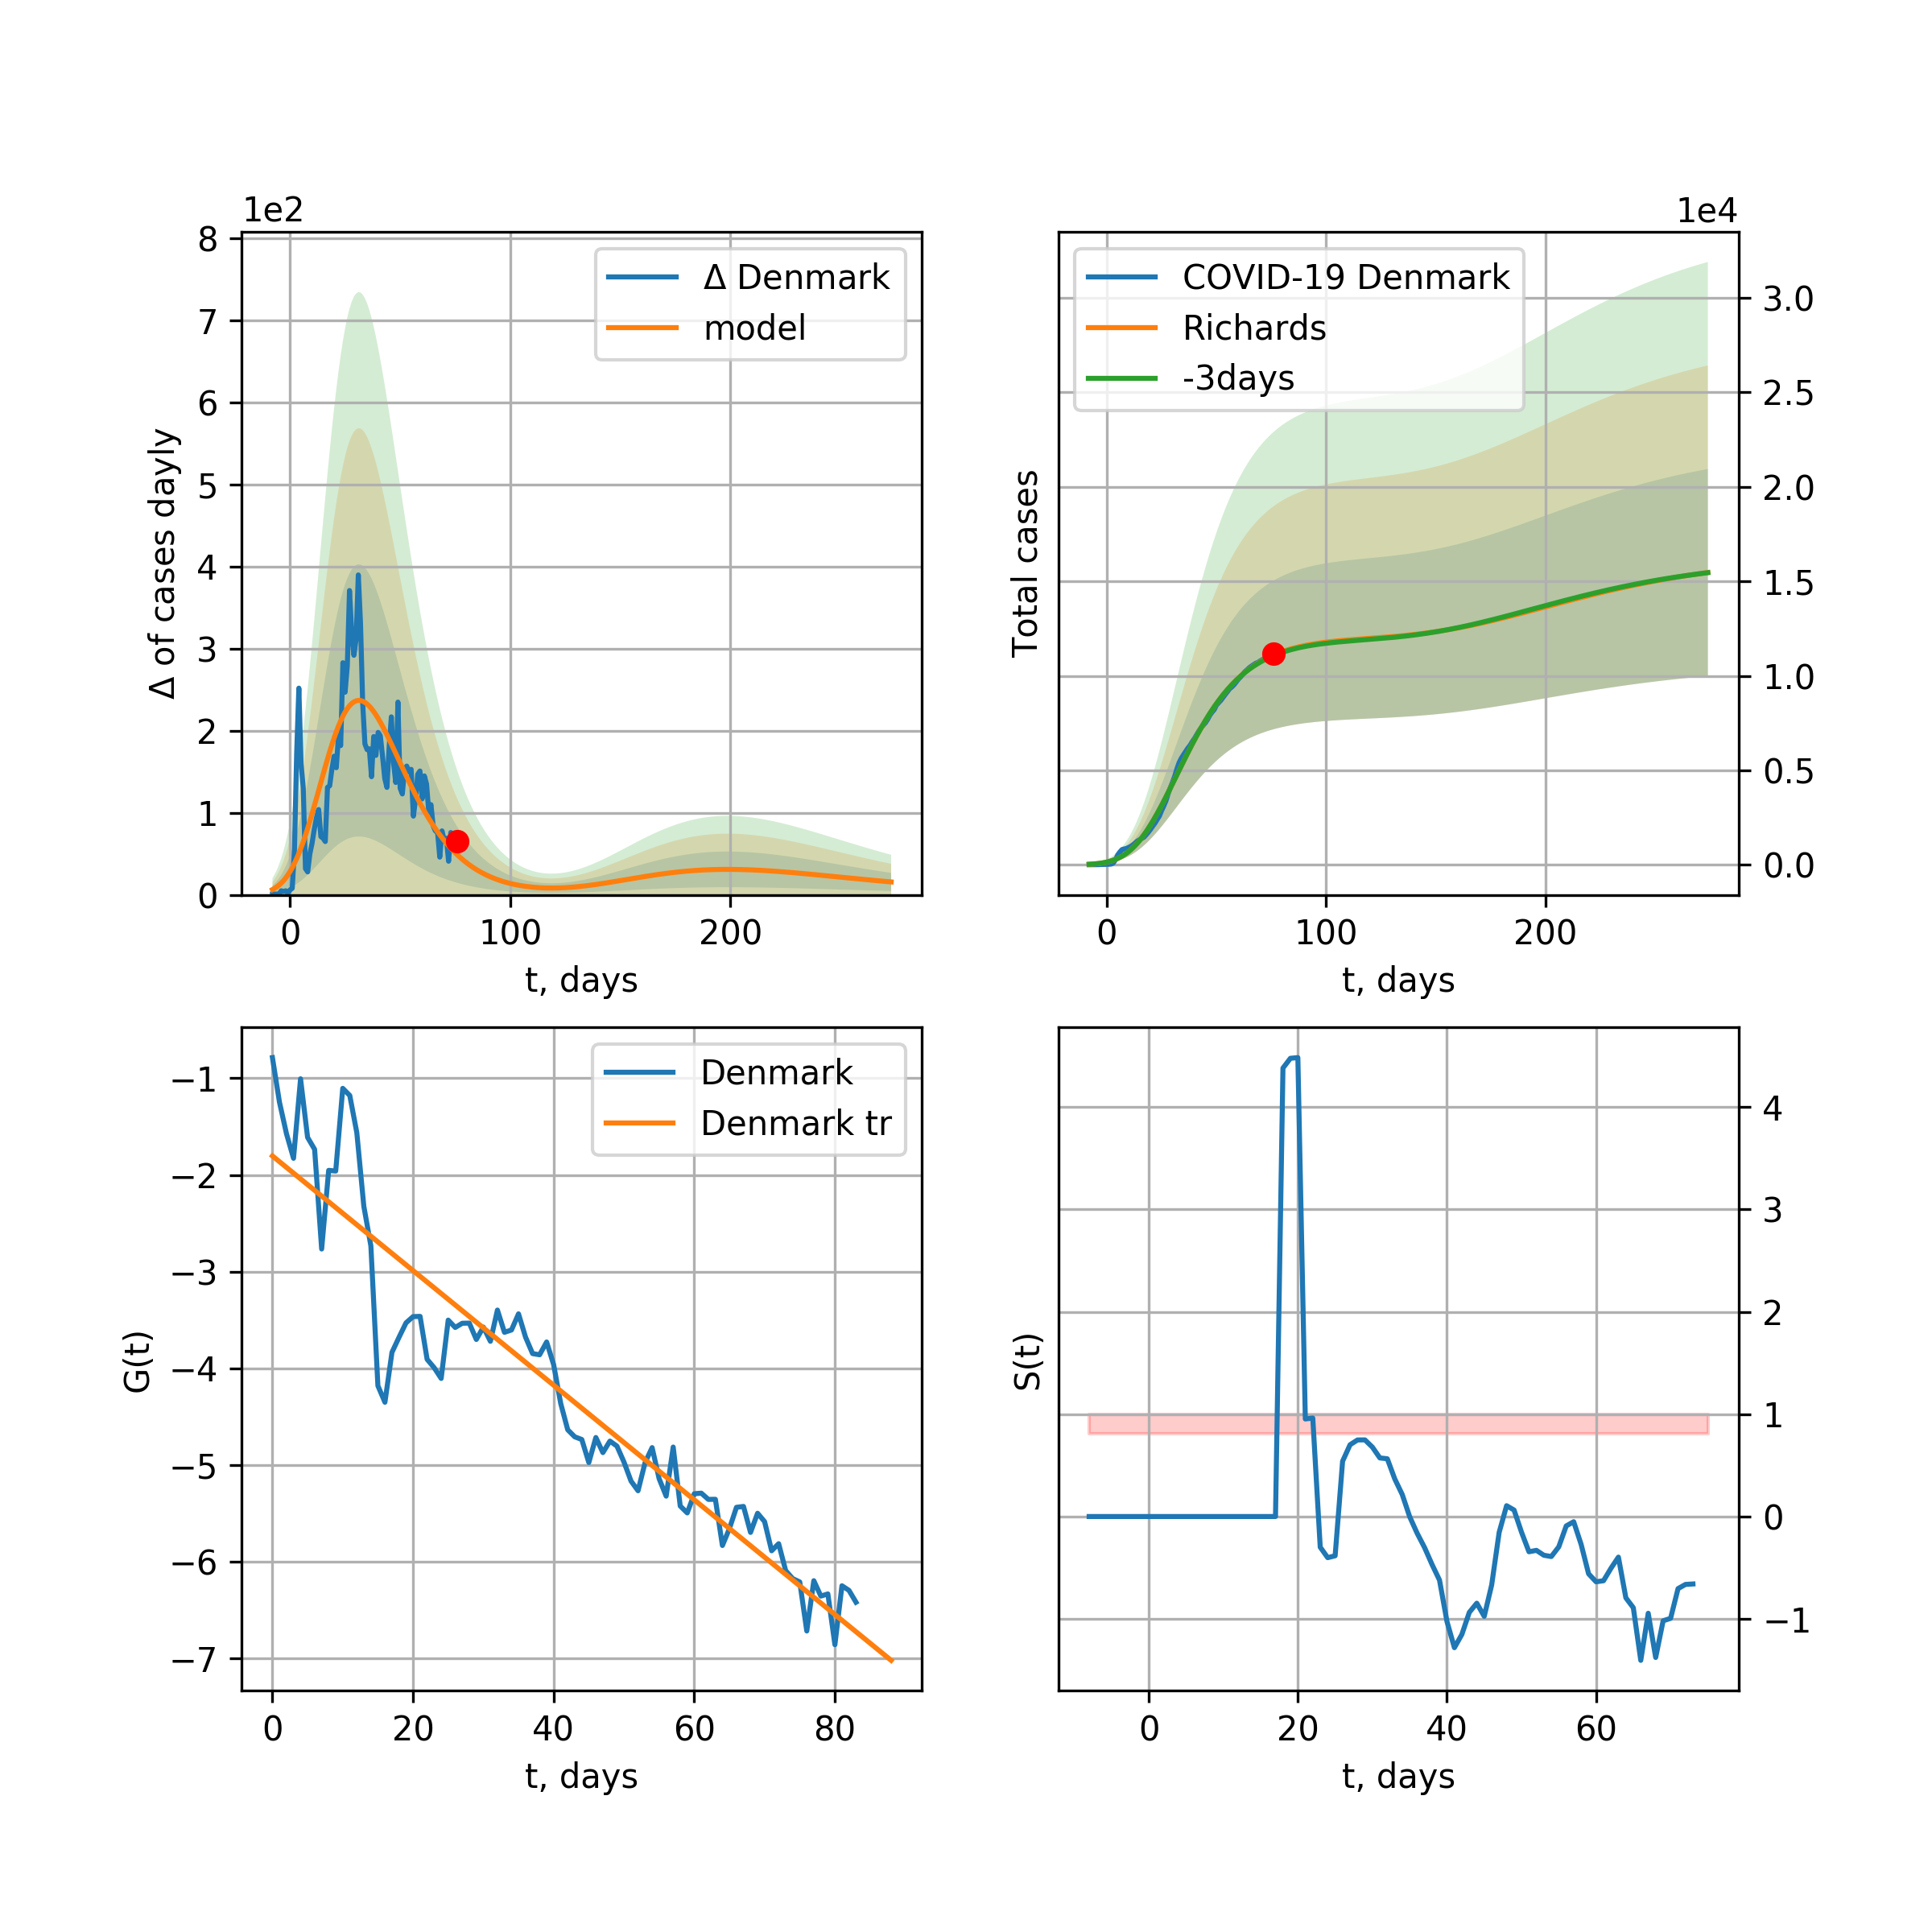 1e2
8
7
6
5
4
3
2
1
0
Δ of cases dayly
Δ Denmark
model
0 100 200
t, days
1e4
COVID-19 Denmark
Richards
-3days
Total cases
3.0
2.5
2.0
1.5
1.0
0.5
0.0
0 100 200
t, days
−1
−2
−3
−4
−5
−6
−7
G(t)
Denmark
Denmark tr
0 20 40 60 80
t, days
S(t)
4
3
2
1
0
−1
0 20 40 60
t, days